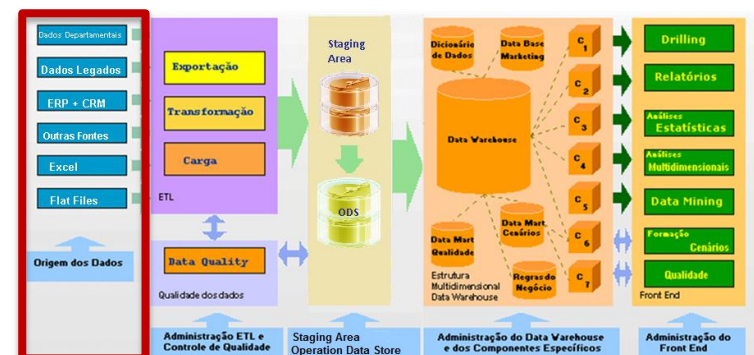 Dados Departamentais
Dados Legados
ERP + CRM
Outras Fontes
Excel
Flat Files
Origem dos Dados
Exportação
Transformação
Carga
ETL
Data Quality
Qualidade dos dados
Administração ETL e
Controle de Qualidade
Staging
Area
ODS
Staging Area
Operation Data Store
Dicionário
de Dados
Data Base
Marketing
Data Warehouse
Data Mart
Qualidade
Data Mart
Cenários
Regras do
Negócio
Estrutura
Multidimensional
Data Warehouse
C1
C2
C3
C4
C5
C6
C7
Administração do Data Warehouse
e dos Componentes Específicos
Drilling
Relatórios
Análises
Estatísticas
Análises
Multidimensionais
Data Mining
Formação
Cenários
Qualidade
Front End
Administração do
Front End